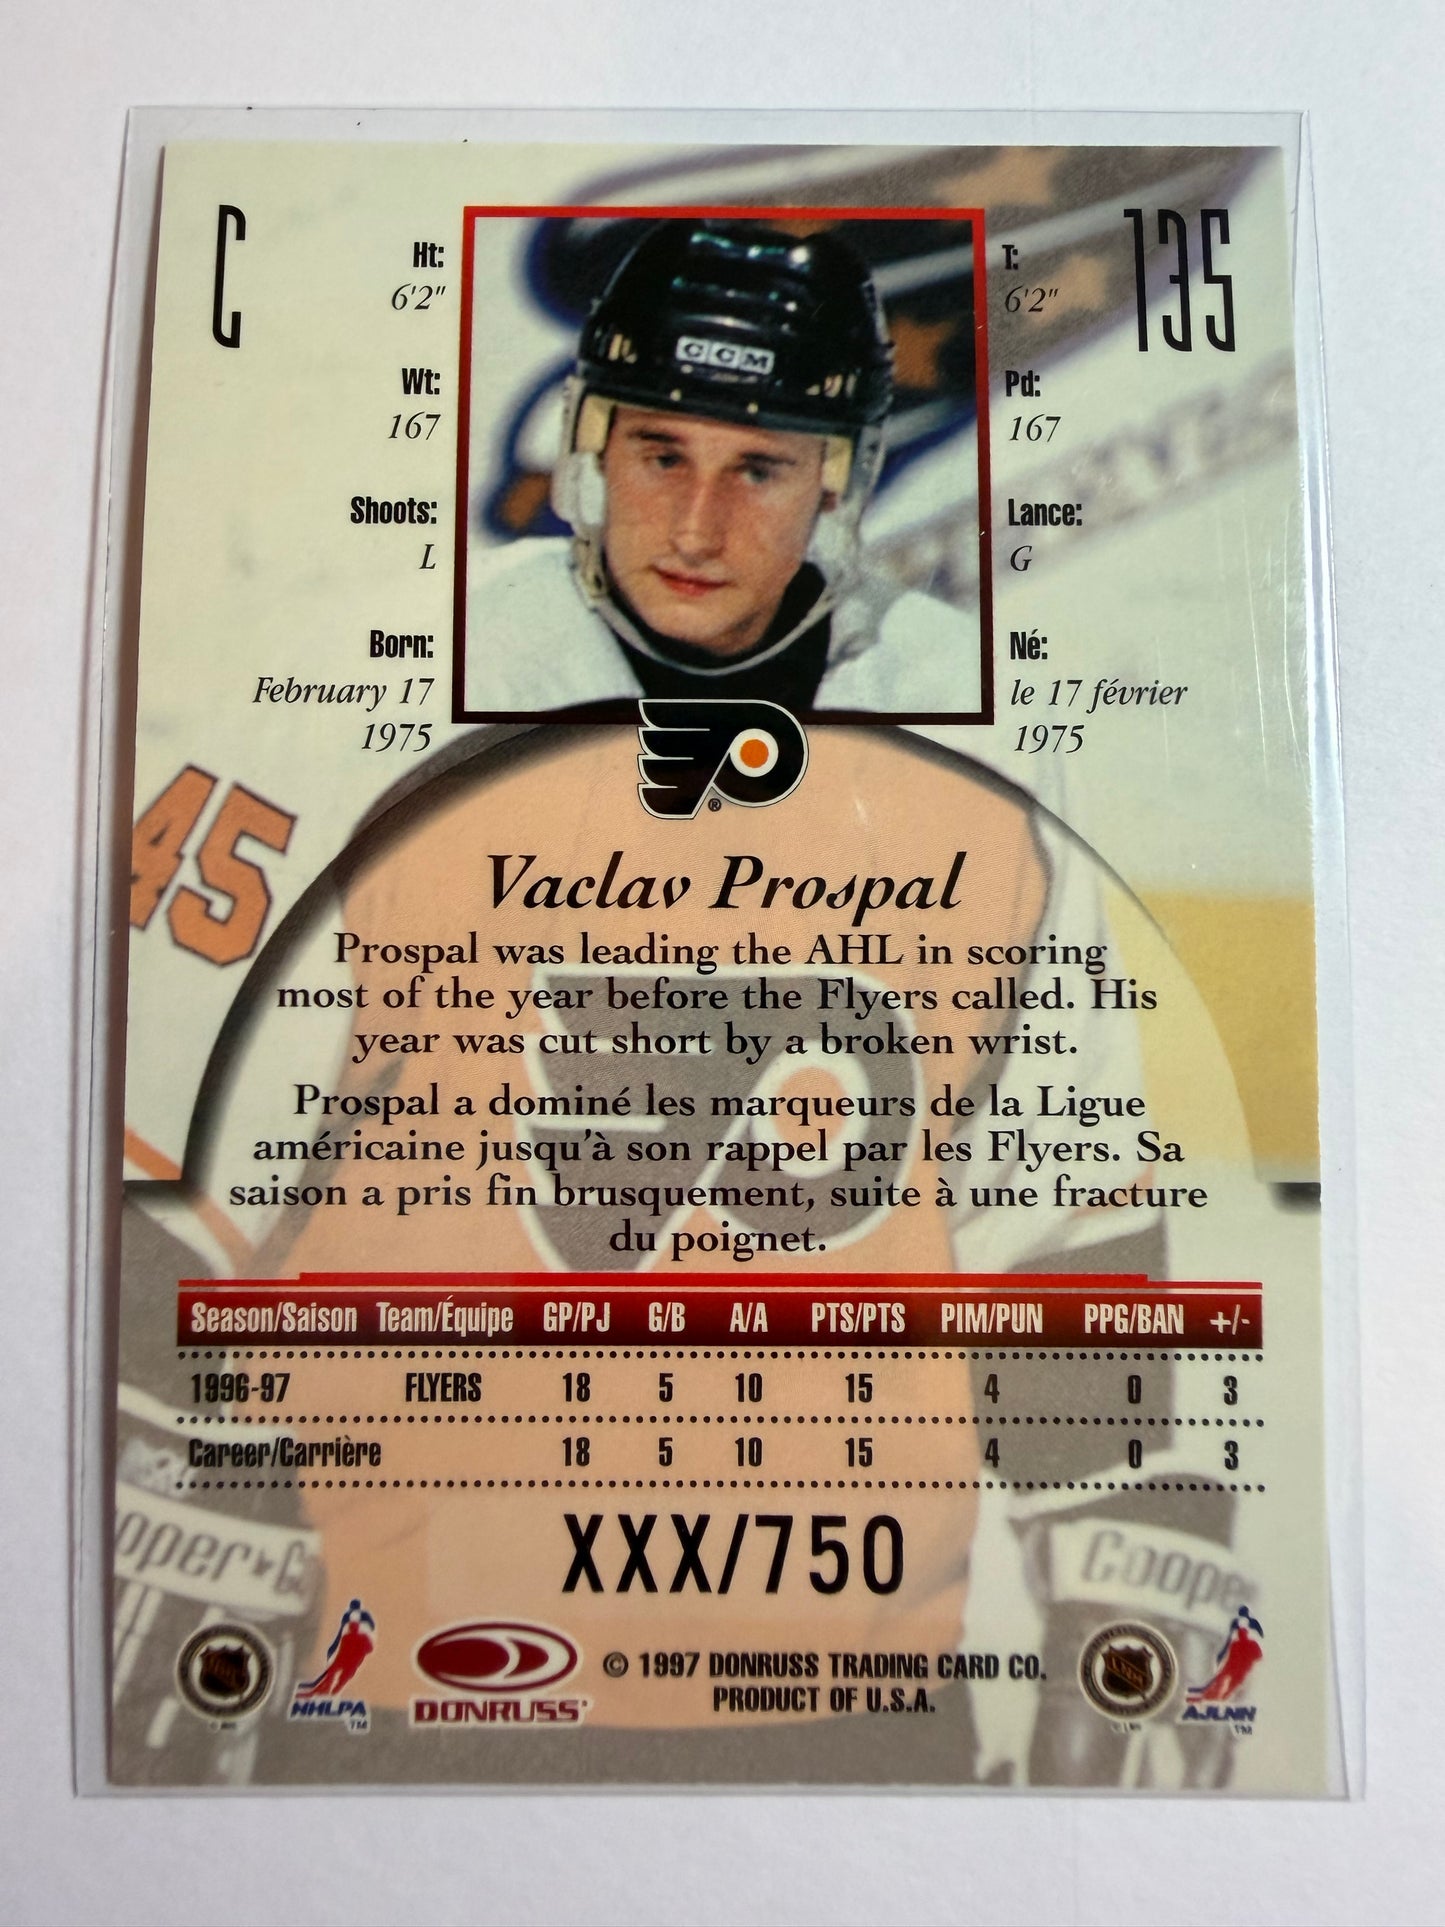 C
135
Ht:
6'2"
Wt:
167
Shoots:
L
Born:
February 17
1975
T:
6'2"
Pd:
167
Lance:
G
Né:
le 17 février
1975
CCM
®
45
Vaclav Prospal
Prospal was leading the AHL in scoring
most of the year before the Flyers called. His
year was cut short by a broken wrist.
Prospal a dominé les marqueurs de la Ligue
américaine jusqu'à son rappel par les Flyers. Sa
saison a pris fin brusquement, suite à une fracture
du poignet.
Season/Saison Team/Équipe GP/PJ G/B A/A PTS/PTS PIM/PUN PPG/BAN +/-
1996-97 FLYERS 18 5 10 15 4 0 3
Career/Carrière 18 5 10 15 4 0 3
XXX/750
Cooper
NHLPA
TM
DONRUSS
© 1997 DONRUSS TRADING CARD CO.
PRODUCT OF U.S.A.
AJLNH
TM